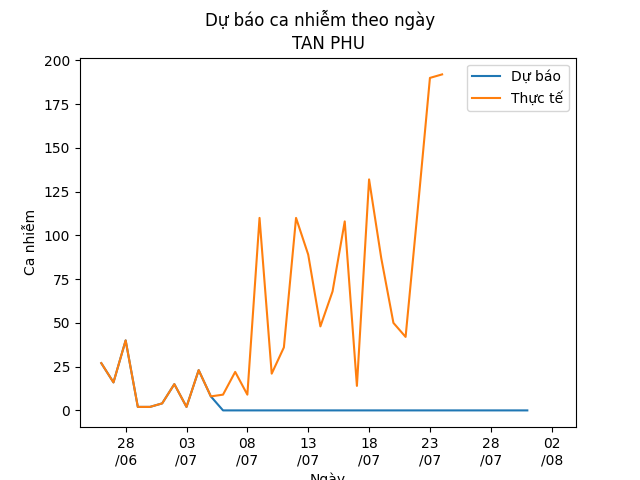 Dự báo ca nhiễm theo ngày
TAN PHU
200
175
150
125
100
75
50
25
0
Ca nhiễm
Dự báo
Thực tế
28 03 08 13 18 23 28 02
/06 /07 /07 /07 /07 /07 /07 /08
Ngày